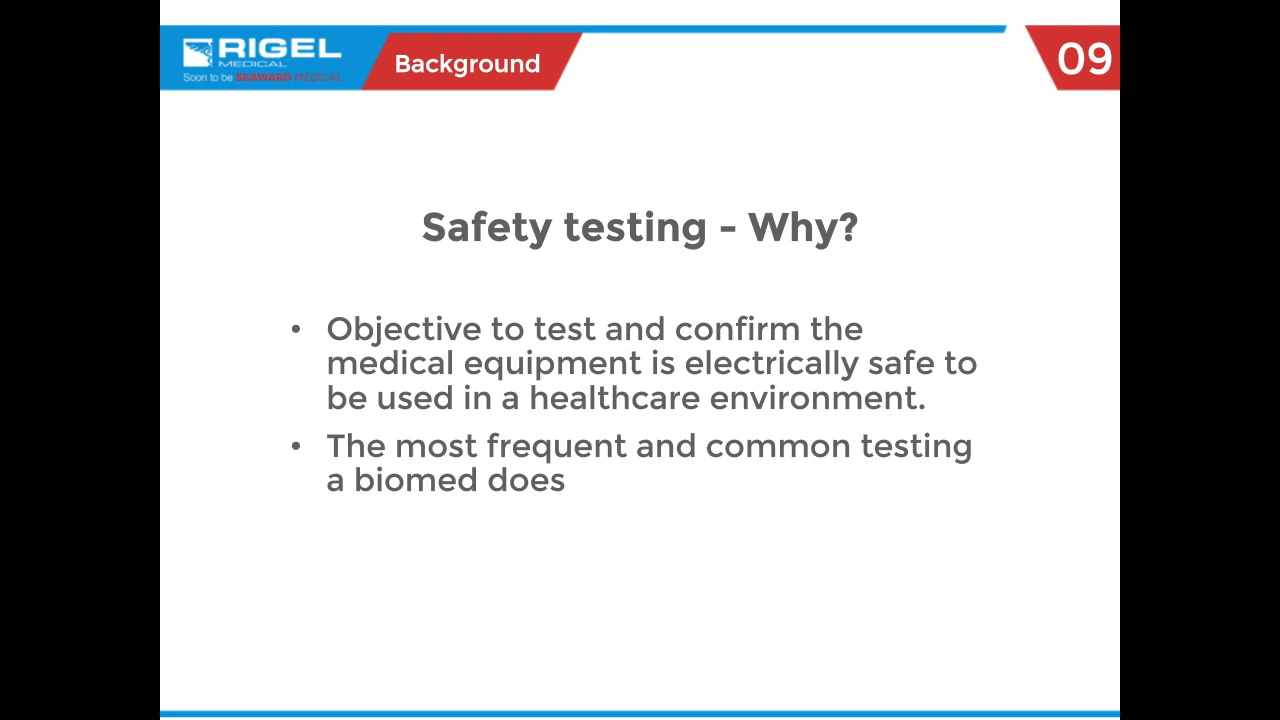 RIGEL
MEDICAL
Soon to be SEAWARD MEDICAL
Background
09
Safety testing - Why?
• Objective to test and confirm the
medical equipment is electrically safe to
be used in a healthcare environment.
• The most frequent and common testing
a biomed does